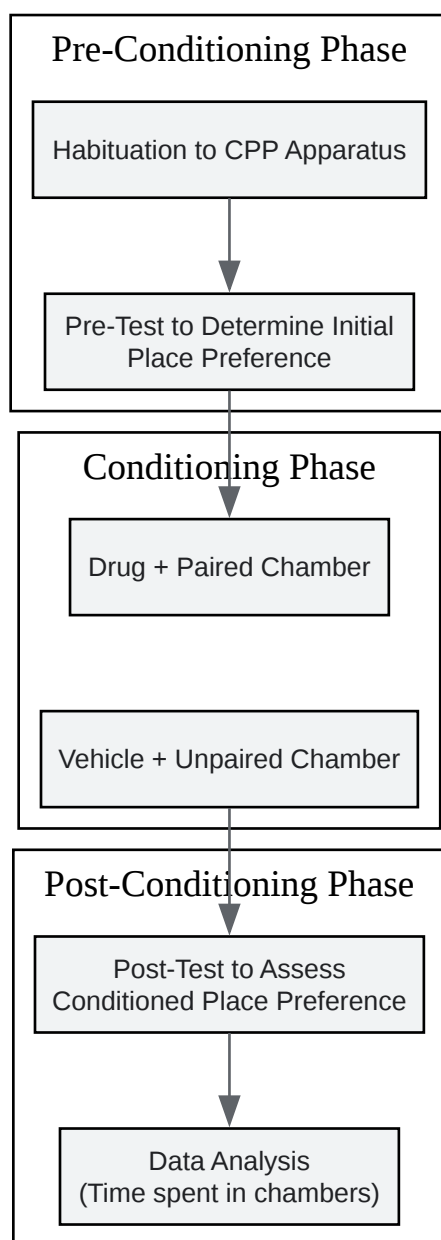 Pre-Conditioning Phase
Habituation to CPP Apparatus
Pre-Test to Determine Initial
Place Preference
Conditioning Phase
Drug + Paired Chamber
Vehicle + Unpaired Chamber
Post-Conditioning Phase
Post-Test to Assess
Conditioned Place Preference
Data Analysis
(Time spent in chambers)